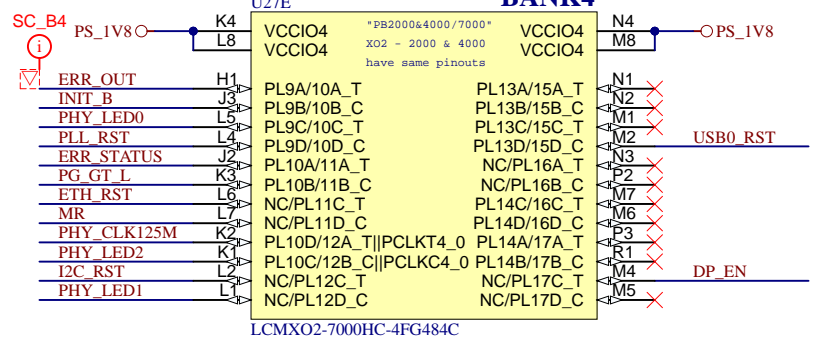 U27E BANK4
SC_B4
i
PS_1V8 K4 VCCIO4 "PB2000&4000/7000" VCCIO4 N4 PS_1V8
L8 VCCIO4 XO2 - 2000 & 4000 VCCIO4 M8
have same pinouts
ERR_OUT H1 PL9A/10A_T PL13A/15A_T N1
INIT_B J3 PL9B/10B_C PL13B/15B_C N2
PHY_LED0 L5 PL9C/10C_T PL13C/15C_T M1
PLL_RST L4 PL9D/10D_C PL13D/15D_C M2 USB0_RST
ERR_STATUS J2 PL10A/11A_T NC/PL16A_T N3
PG_GT_L K3 PL10B/11B_C NC/PL16B_C P2
ETH_RST L6 NC/PL11C_T PL14C/16C_T M7
MR L7 NC/PL11D_C PL14D/16D_C M6
PHY_CLK125M K2 PL10D/12A_T||PCLKT4_0 PL14A/17A_T P3
PHY_LED2 K1 PL10C/12B_C||PCLKC4_0 PL14B/17B_C R1
I2C_RST L2 NC/PL12C_T NC/PL17C_T M4 DP_EN
PHY_LED1 L1 NC/PL12D_C NC/PL17D_C M5
LCMXO2-7000HC-4FG484C